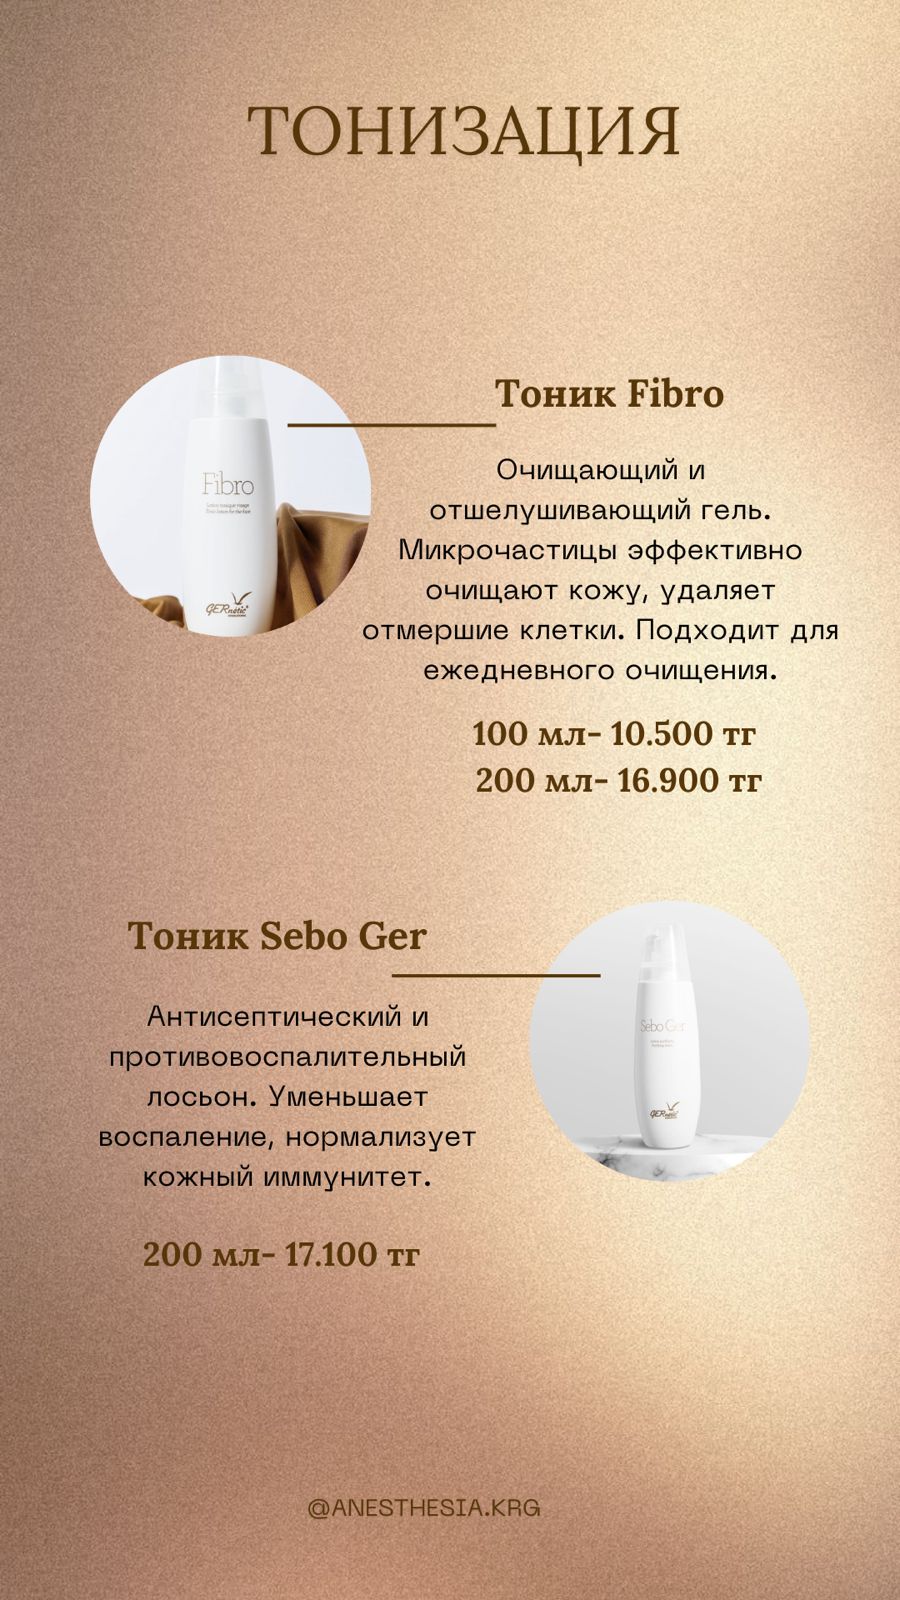 ТОНИЗАЦИЯ
Тоник Fibro
Fibro
GERnétic
Очищающий и
отшелушивающий гель.
Микрочастицы эффективно
очищают кожу, удаляет
отмершие клетки. Подходит для
ежедневного очищения.
100 мл- 10.500 тг
200 мл- 16.900 тг
Тоник Sebo Ger
Антисептический и
противовоспалительный
лосьон. Уменьшает
воспаление, нормализует
кожный иммунитет.
200 мл- 17.100 тг
Sebo Ger
GERnétic
@ANESTHESIA.KRG